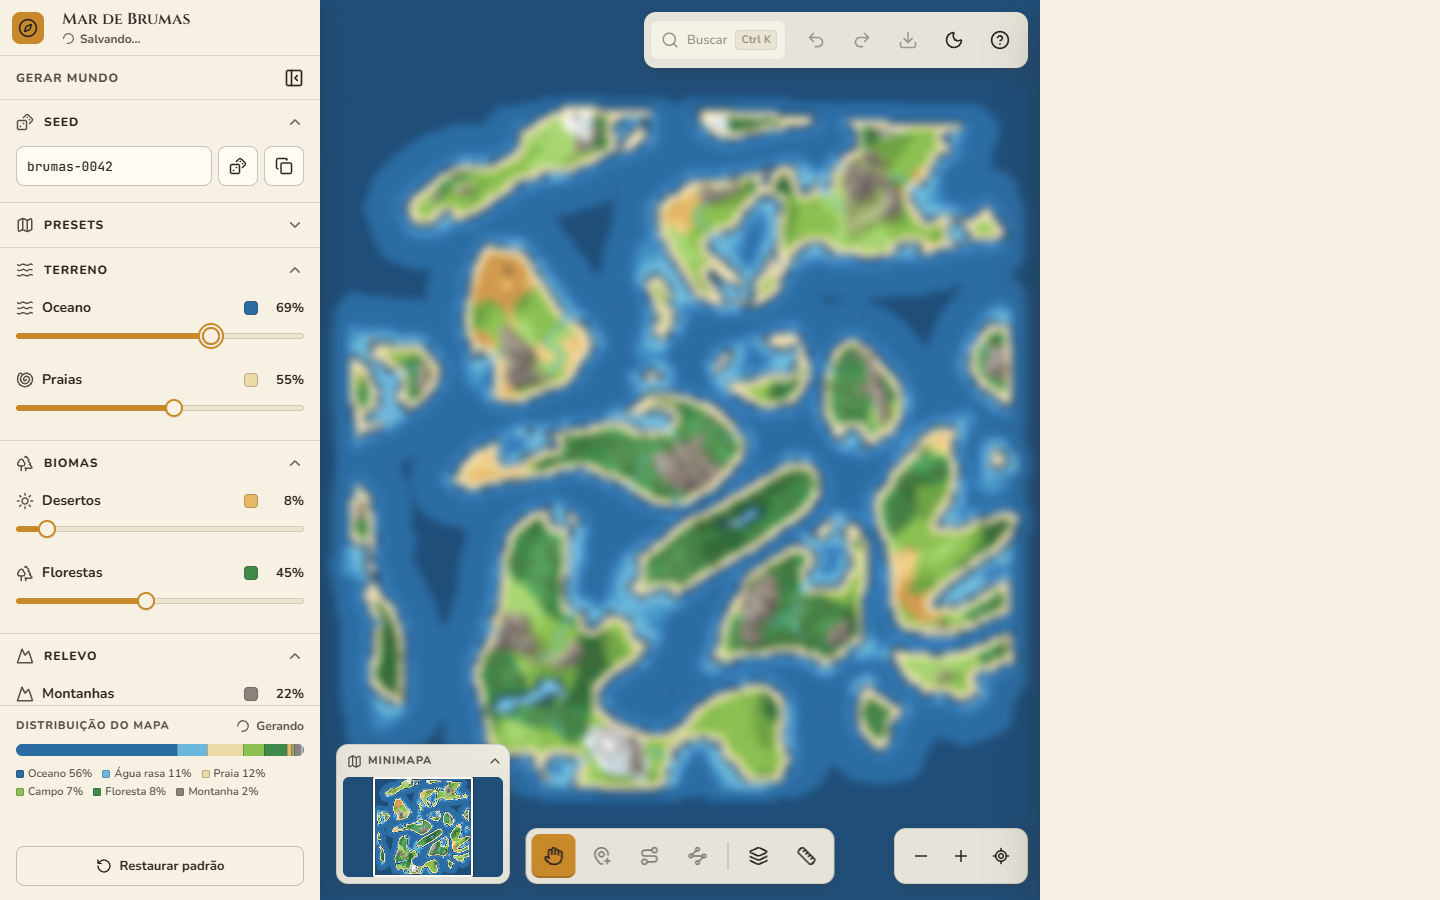 Mar de Brumas
Salvando...
GERAR MUNDO
SEED
brumas-0042
PRESETS
TERRENO
Oceano 69%
Praias 55%
BIOMAS
Desertos 8%
Florestas 45%
RELEVO
Montanhas 22%
DISTRIBUIÇÃO DO MAPA Gerando
Oceano 56% Água rasa 11% Praia 12%
Campo 7% Floresta 8% Montanha 2%
Restaurar padrão
Buscar Ctrl K
MINIMAPA